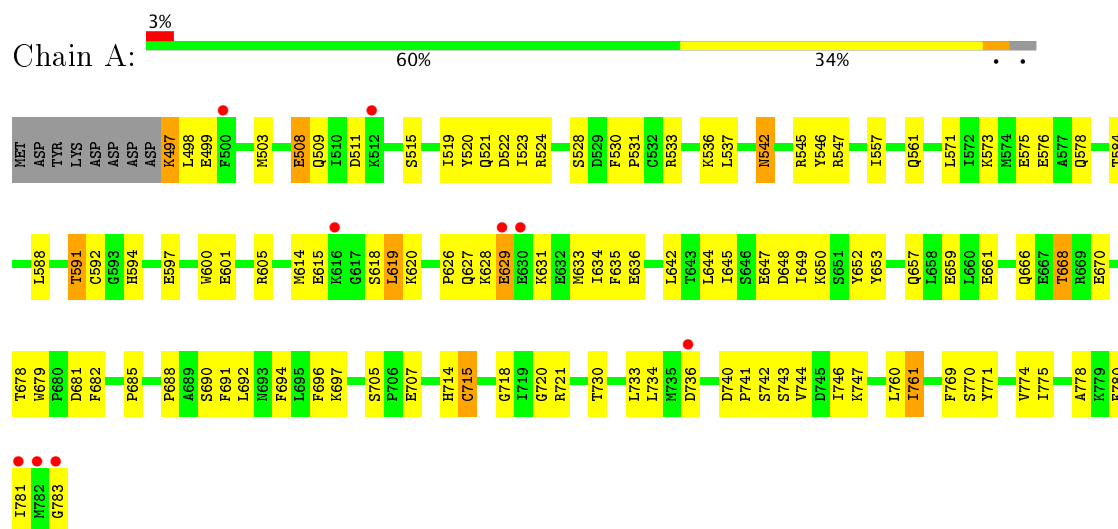 3%
Chain A:
60% 34% • •
MET ASP TYR LYS ASP ASP ASP ASP K497 L498 E499 F500 M503 E508 Q509 I510 D511 K512 S515 I519 Y520 Q521 D522 I523 R524 S528 D529 F530 P531 C532 R533 K536 L537 N542 R545 Y546 R547 I557 Q561 L571 I572 K573 M574 E575 E576 A577 Q578 T584
L588 T591 C592 G593 H594 E597 W600 E601 R605 M614 E615 K616 G617 S618 L619 K620 P626 Q627 K628 E629 E630 K631 E632 M633 I634 F635 E636 L642 T643 L644 I645 S646 E647 D648 I649 K650 S651 Y652 Y653 Q657 L658 E659 L660 E661 Q666 E667 T668 R669 E670
T678 W679 P680 D681 F682 P685 P688 A689 S690 F691 L692 N693 F694 L695 F696 K697 S705 P706 E707 H714 C715 G718 I719 G720 R721 T730 L733 L734 M735 D736 D740 P741 S742 S743 V744 D745 I746 K747 L760 I761 F769 S770 Y771 V774 I775 A778 K779
I781 M782 G783